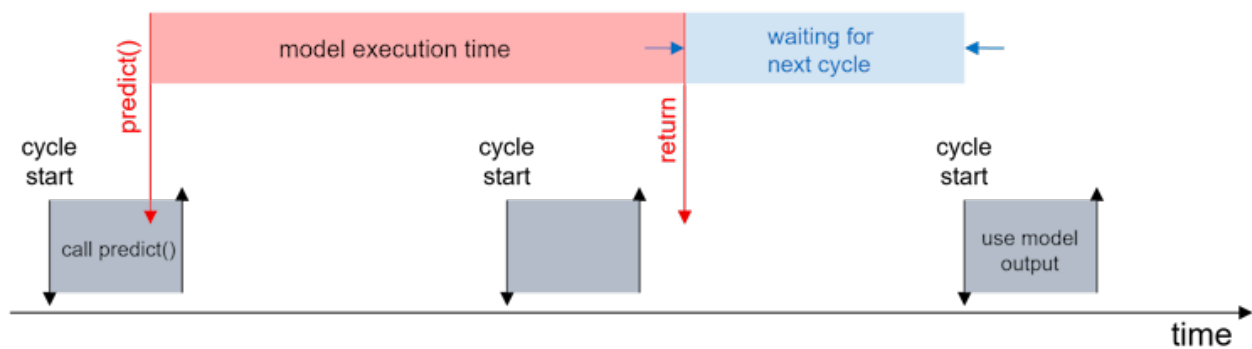 model execution time
waiting for
next cycle
predict()
return
cycle
start
cycle
start
cycle
start
call predict()
use model
output
time